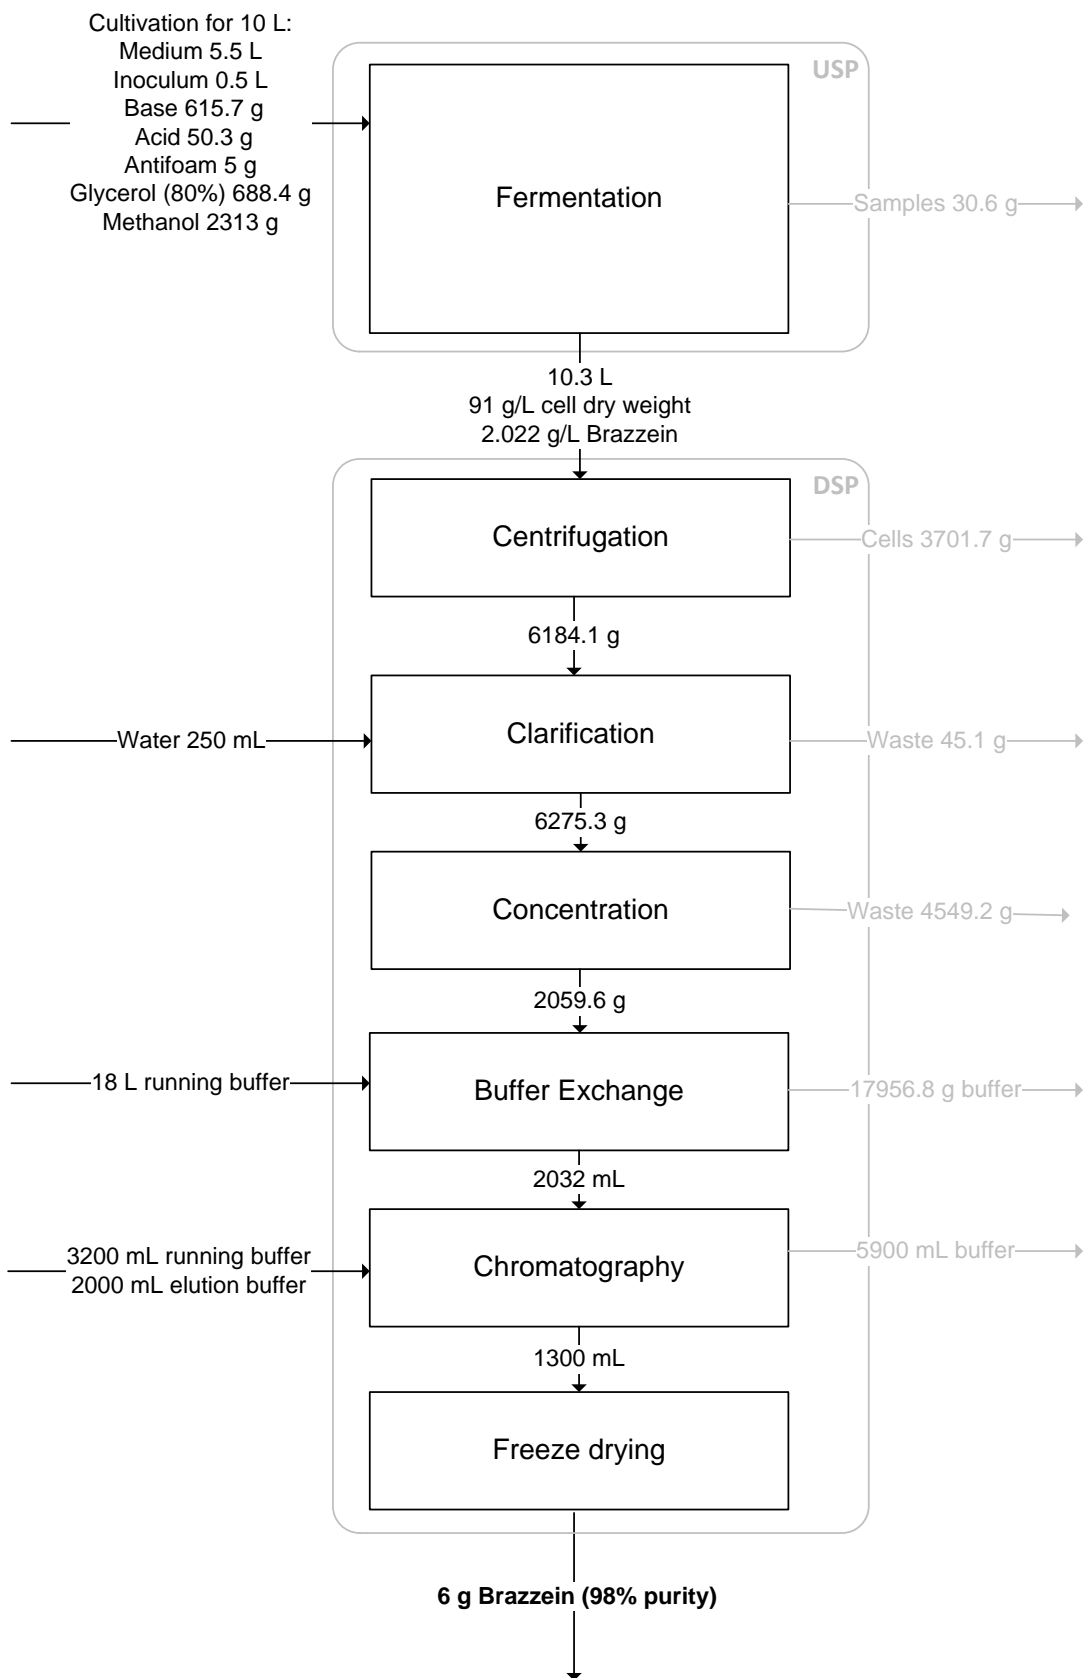 Cultivation for 10 L:
Medium 5.5 L
Inoculum 0.5 L
Base 615.7 g
Acid 50.3 g
Antifoam 5 g
Glycerol (80%) 688.4 g
Methanol 2313 g
USP
Fermentation
Samples 30.6 g
10.3 L
91 g/L cell dry weight
2.022 g/L Brazzein
DSP
Centrifugation
Cells 3701.7 g
6184.1 g
Water 250 mL
Clarification
Waste 45.1 g
6275.3 g
Concentration
Waste 4549.2 g
2059.6 g
18 L running buffer
Buffer Exchange
17956.8 g buffer
2032 mL
3200 mL running buffer
2000 mL elution buffer
Chromatography
5900 mL buffer
1300 mL
Freeze drying
6 g Brazzein (98% purity)